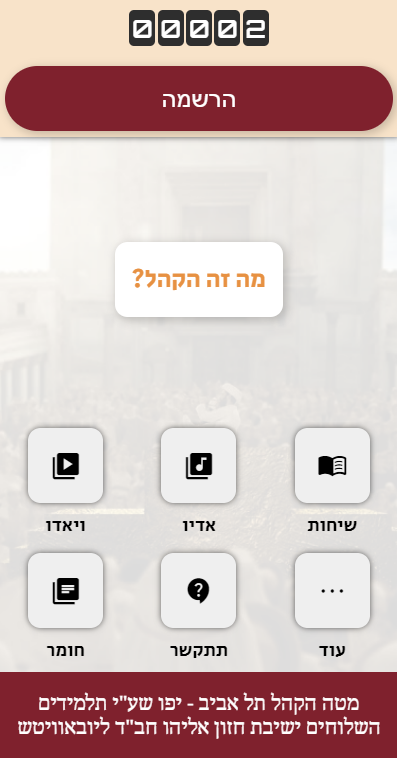 00002
הרשמה
מה זה הקהל?
שיחות
אדיו
ויאדו
עוד
תתקשר
חומר
מטה הקהל תל אביב - יפו שע"י תלמידים
השלוחים ישיבת חזון אליהו חב"ד ליובאוויטש